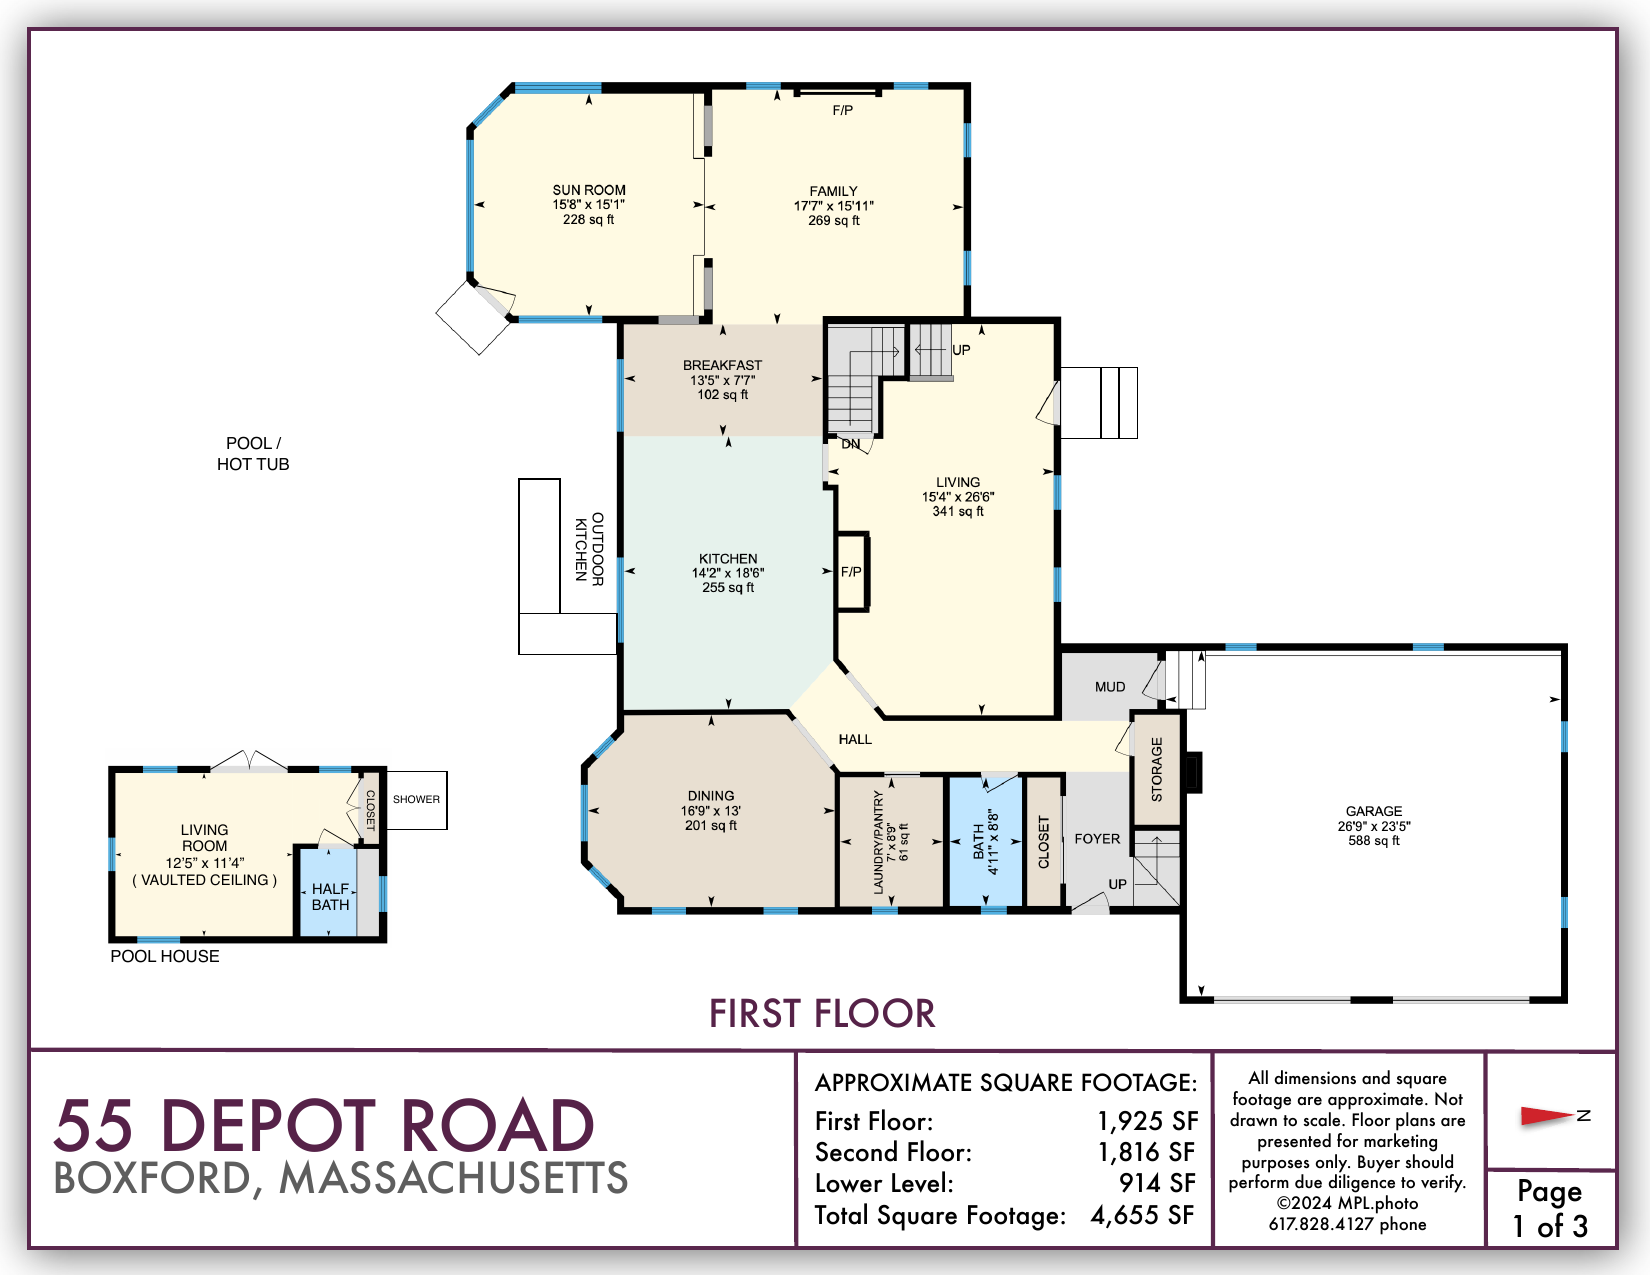 F/P
SUN ROOM
15'8" x 15'1"
228 sq ft
FAMILY
17'7" x 15'11"
269 sq ft
UP
BREAKFAST
13'5" x 7'7"
102 sq ft
DN
POOL /
HOT TUB
LIVING
15'4" x 26'6"
341 sq ft
OUTDOOR
KITCHEN
KITCHEN
14'2" x 18'6"
255 sq ft
F/P
MUD
HALL
STORAGE
DINING
16'9" x 13'
201 sq ft
LAUNDRY/PANTRY
7' x 8'9"
61 sq ft
BATH
4'11" x 8'8"
CLOSET
FOYER
UP
GARAGE
26'9" x 23'5"
588 sq ft
CLOSET
SHOWER
LIVING
ROOM
12'5” x 11'4”
( VAULTED CEILING )
HALF
BATH
POOL HOUSE
FIRST FLOOR
55 DEPOT ROAD
BOXFORD, MASSACHUSETTS
APPROXIMATE SQUARE FOOTAGE:
First Floor: 1,925 SF
Second Floor: 1,816 SF
Lower Level: 914 SF
Total Square Footage: 4,655 SF
All dimensions and square
footage are approximate. Not
drawn to scale. Floor plans are
presented for marketing
purposes only. Buyer should
perform due diligence to verify.
©2024 MPL.photo
617.828.4127 phone
N
Page
1 of 3